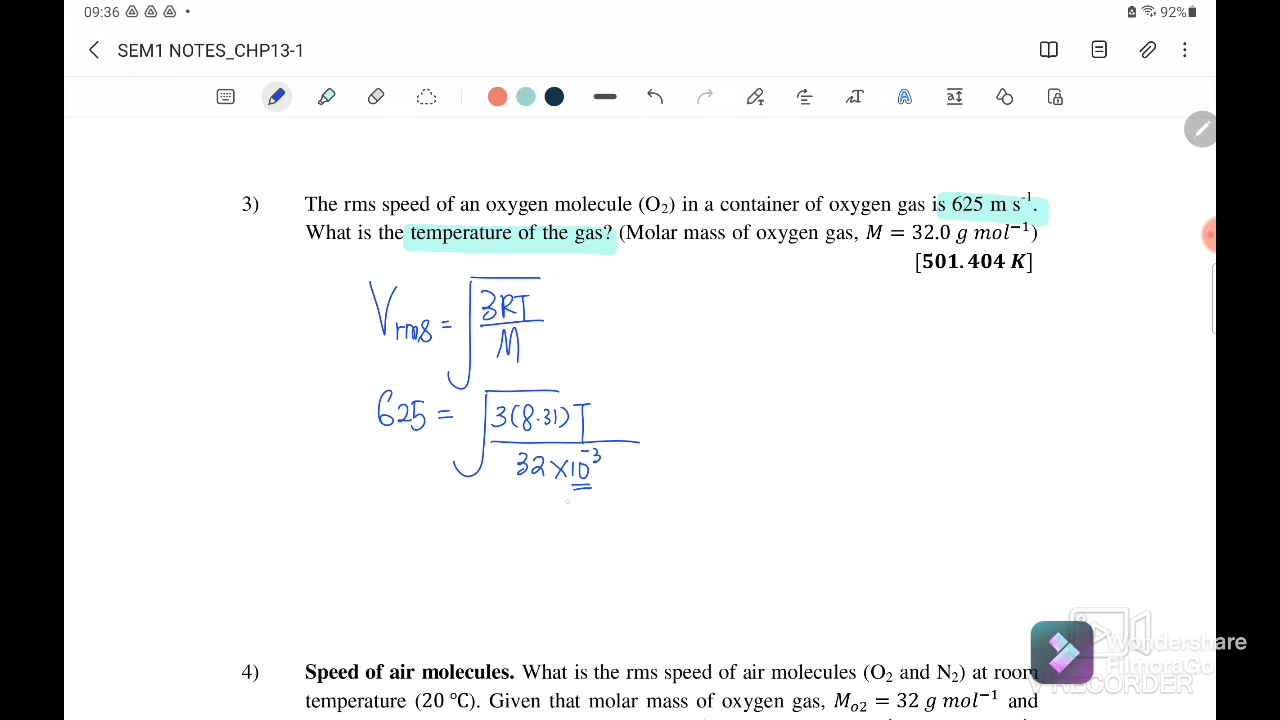 09:36 92%
SEM1 NOTES_CHP13-1
3) The rms speed of an oxygen molecule (O₂) in a container of oxygen gas is 625 m s⁻¹.
What is the temperature of the gas? (Molar mass of oxygen gas, M = 32.0 g mol⁻¹)
[501.404 K]
Vrms = √(3RT/M)
625 = √(3(8.31)T/32×10⁻³)
Wondershare
FilmoraGo
RECORDER
4) Speed of air molecules. What is the rms speed of air molecules (O₂ and N₂) at room
temperature (20 °C). Given that molar mass of oxygen gas, Mo2 = 32 g mol⁻¹ and